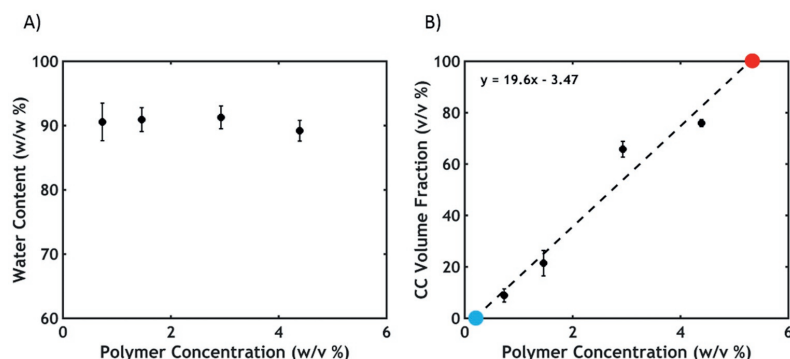 A)
B)
100
90
80
70
60
Water Content (w/w %)
0
2
4
6
Polymer Concentration (w/v %)
y = 19.6x - 3.47
100
80
60
40
20
0
CC Volume Fraction (v/v %)
0
2
4
6
Polymer Concentration (w/v %)